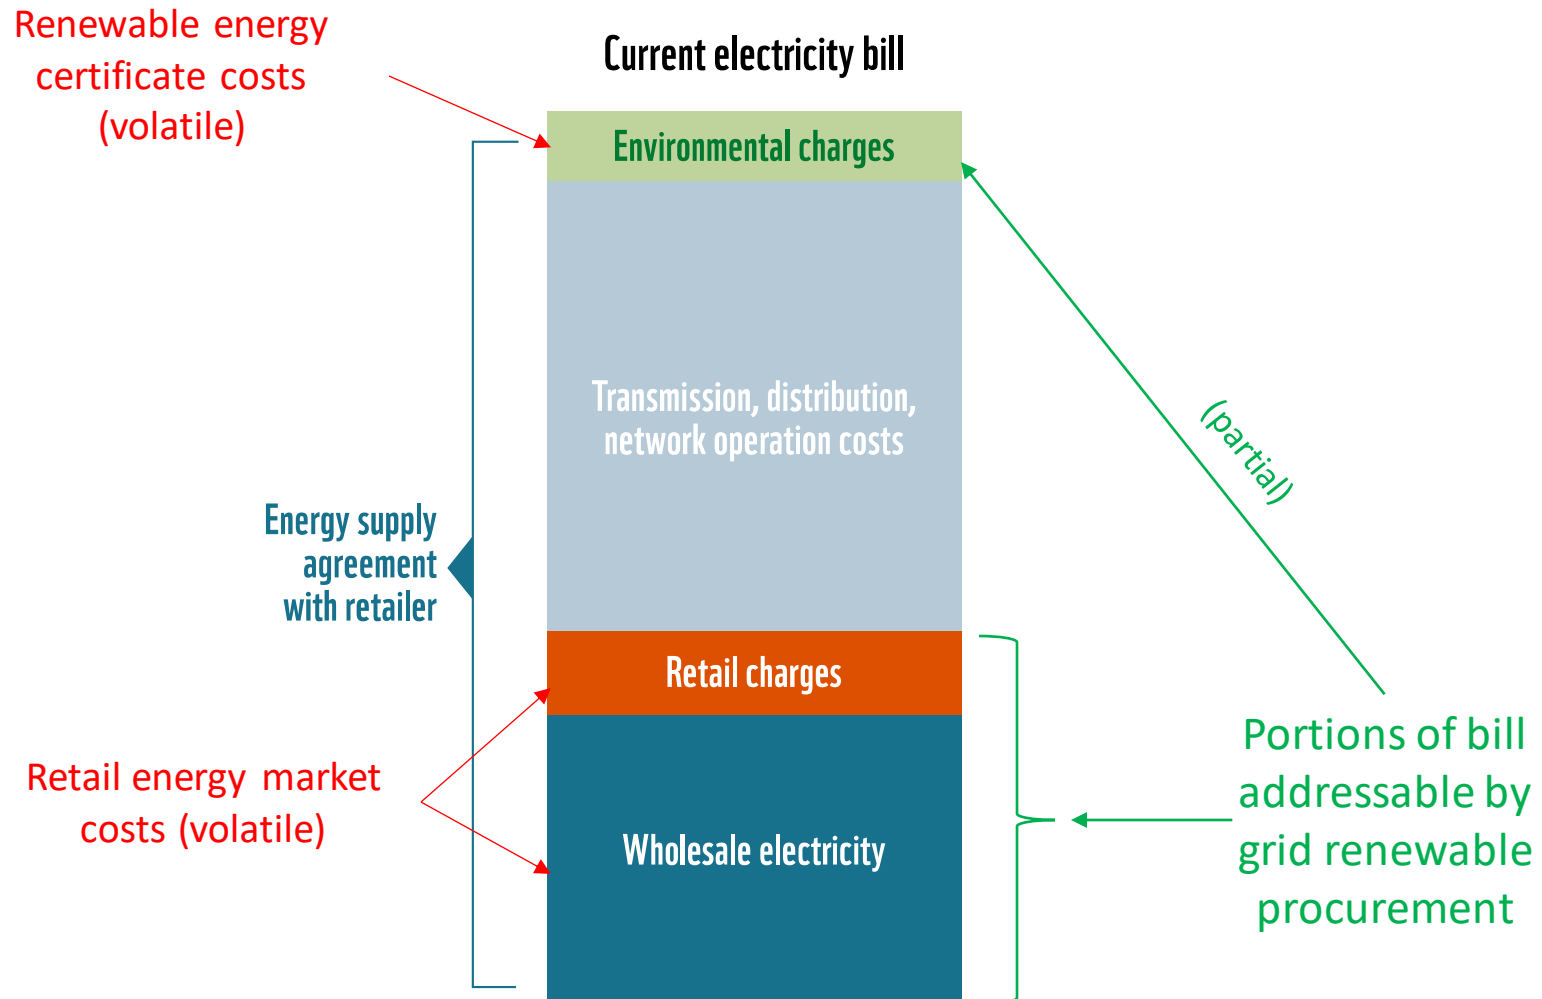 Renewable energy
certificate costs
(volatile)
Current electricity bill
Environmental charges
Transmission, distribution,
network operation costs
(partial)
Energy supply
agreement
with retailer
Retail charges
Retail energy market
costs (volatile)
Wholesale electricity
Portions of bill
addressable by
grid renewable
procurement